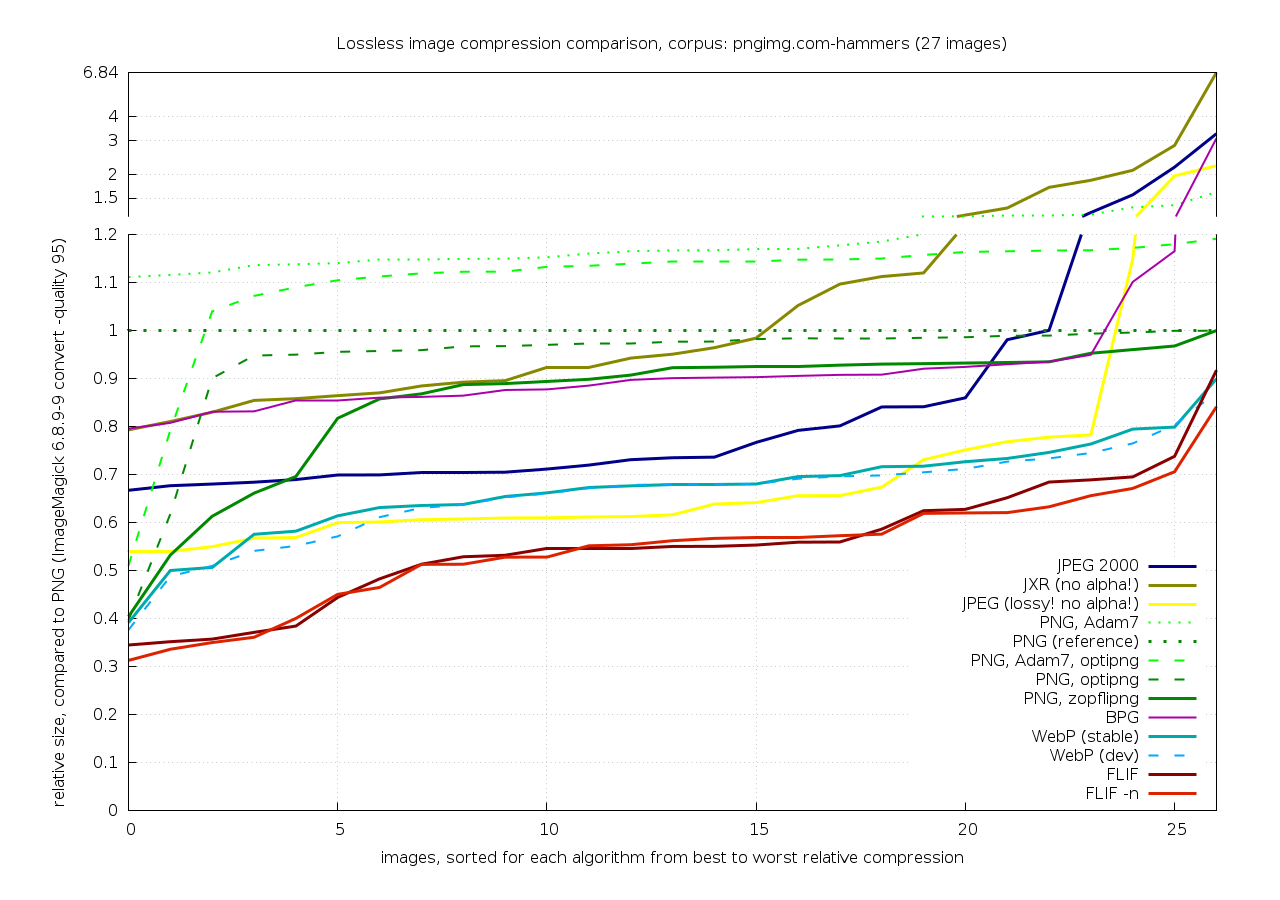 Lossless image compression comparison, corpus: pngimg.com-hammers (27 images)
6.84
4
3
2
1.5
1.2
1.1
1
0.9
0.8
0.7
0.6
0.5
0.4
0.3
0.2
0.1
0
relative size, compared to PNG (ImageMagick 6.8.9-9 convert -quality 95)
JPEG 2000
JXR (no alpha!)
JPEG (lossy! no alpha!)
PNG, Adam7
PNG (reference)
PNG, Adam7, optipng
PNG, optipng
PNG, zopflipng
BPG
WebP (stable)
WebP (dev)
FLIF
FLIF -n
0 5 10 15 20 25
images, sorted for each algorithm from best to worst relative compression